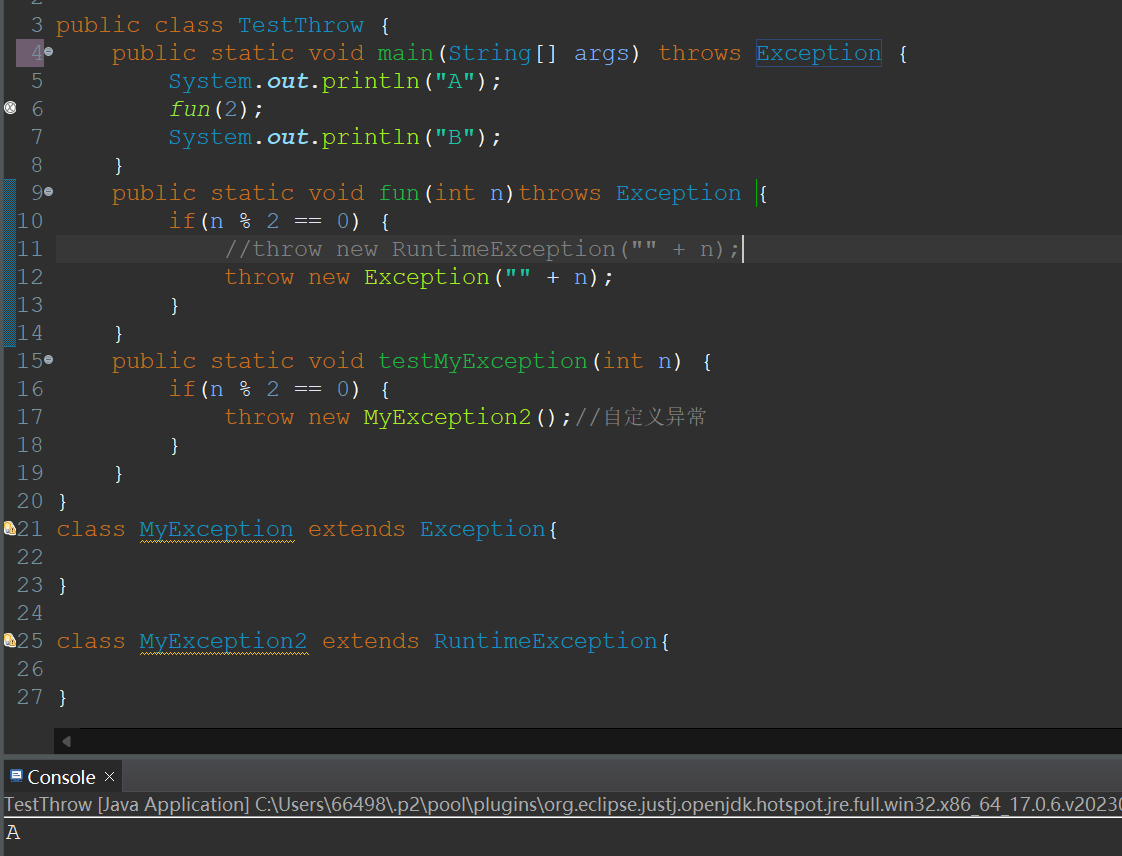 3 public class TestThrow {
4 public static void main(String[] args) throws Exception {
5 System.out.println("A");
6 fun(2);
7 System.out.println("B");
8 }
9 public static void fun(int n)throws Exception {
10 if(n % 2 == 0) {
11 //throw new RuntimeException("" + n);
12 throw new Exception("" + n);
13 }
14 }
15 public static void testMyException(int n) {
16 if(n % 2 == 0) {
17 throw new MyException2();//自定义异常
18 }
19 }
20 }
21 class MyException extends Exception{
22
23 }
24
25 class MyException2 extends RuntimeException{
26
27 }
Console ×
TestThrow [Java Application] C:\Users\66498\.p2\pool\plugins\org.eclipse.justj.openjdk.hotspot.jre.full.win32.x86_64_17.0.6.v2023
A